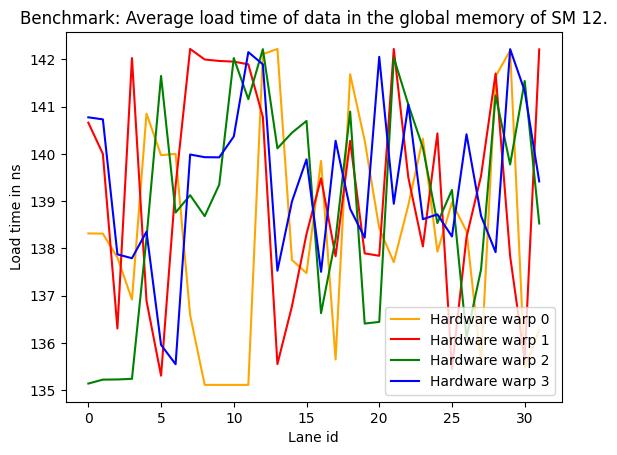 Benchmark: Average load time of data in the global memory of SM 12.
142
141
140
139
138
137
136
135
Load time in ns
Hardware warp 0
Hardware warp 1
Hardware warp 2
Hardware warp 3
0 5 10 15 20 25 30
Lane id